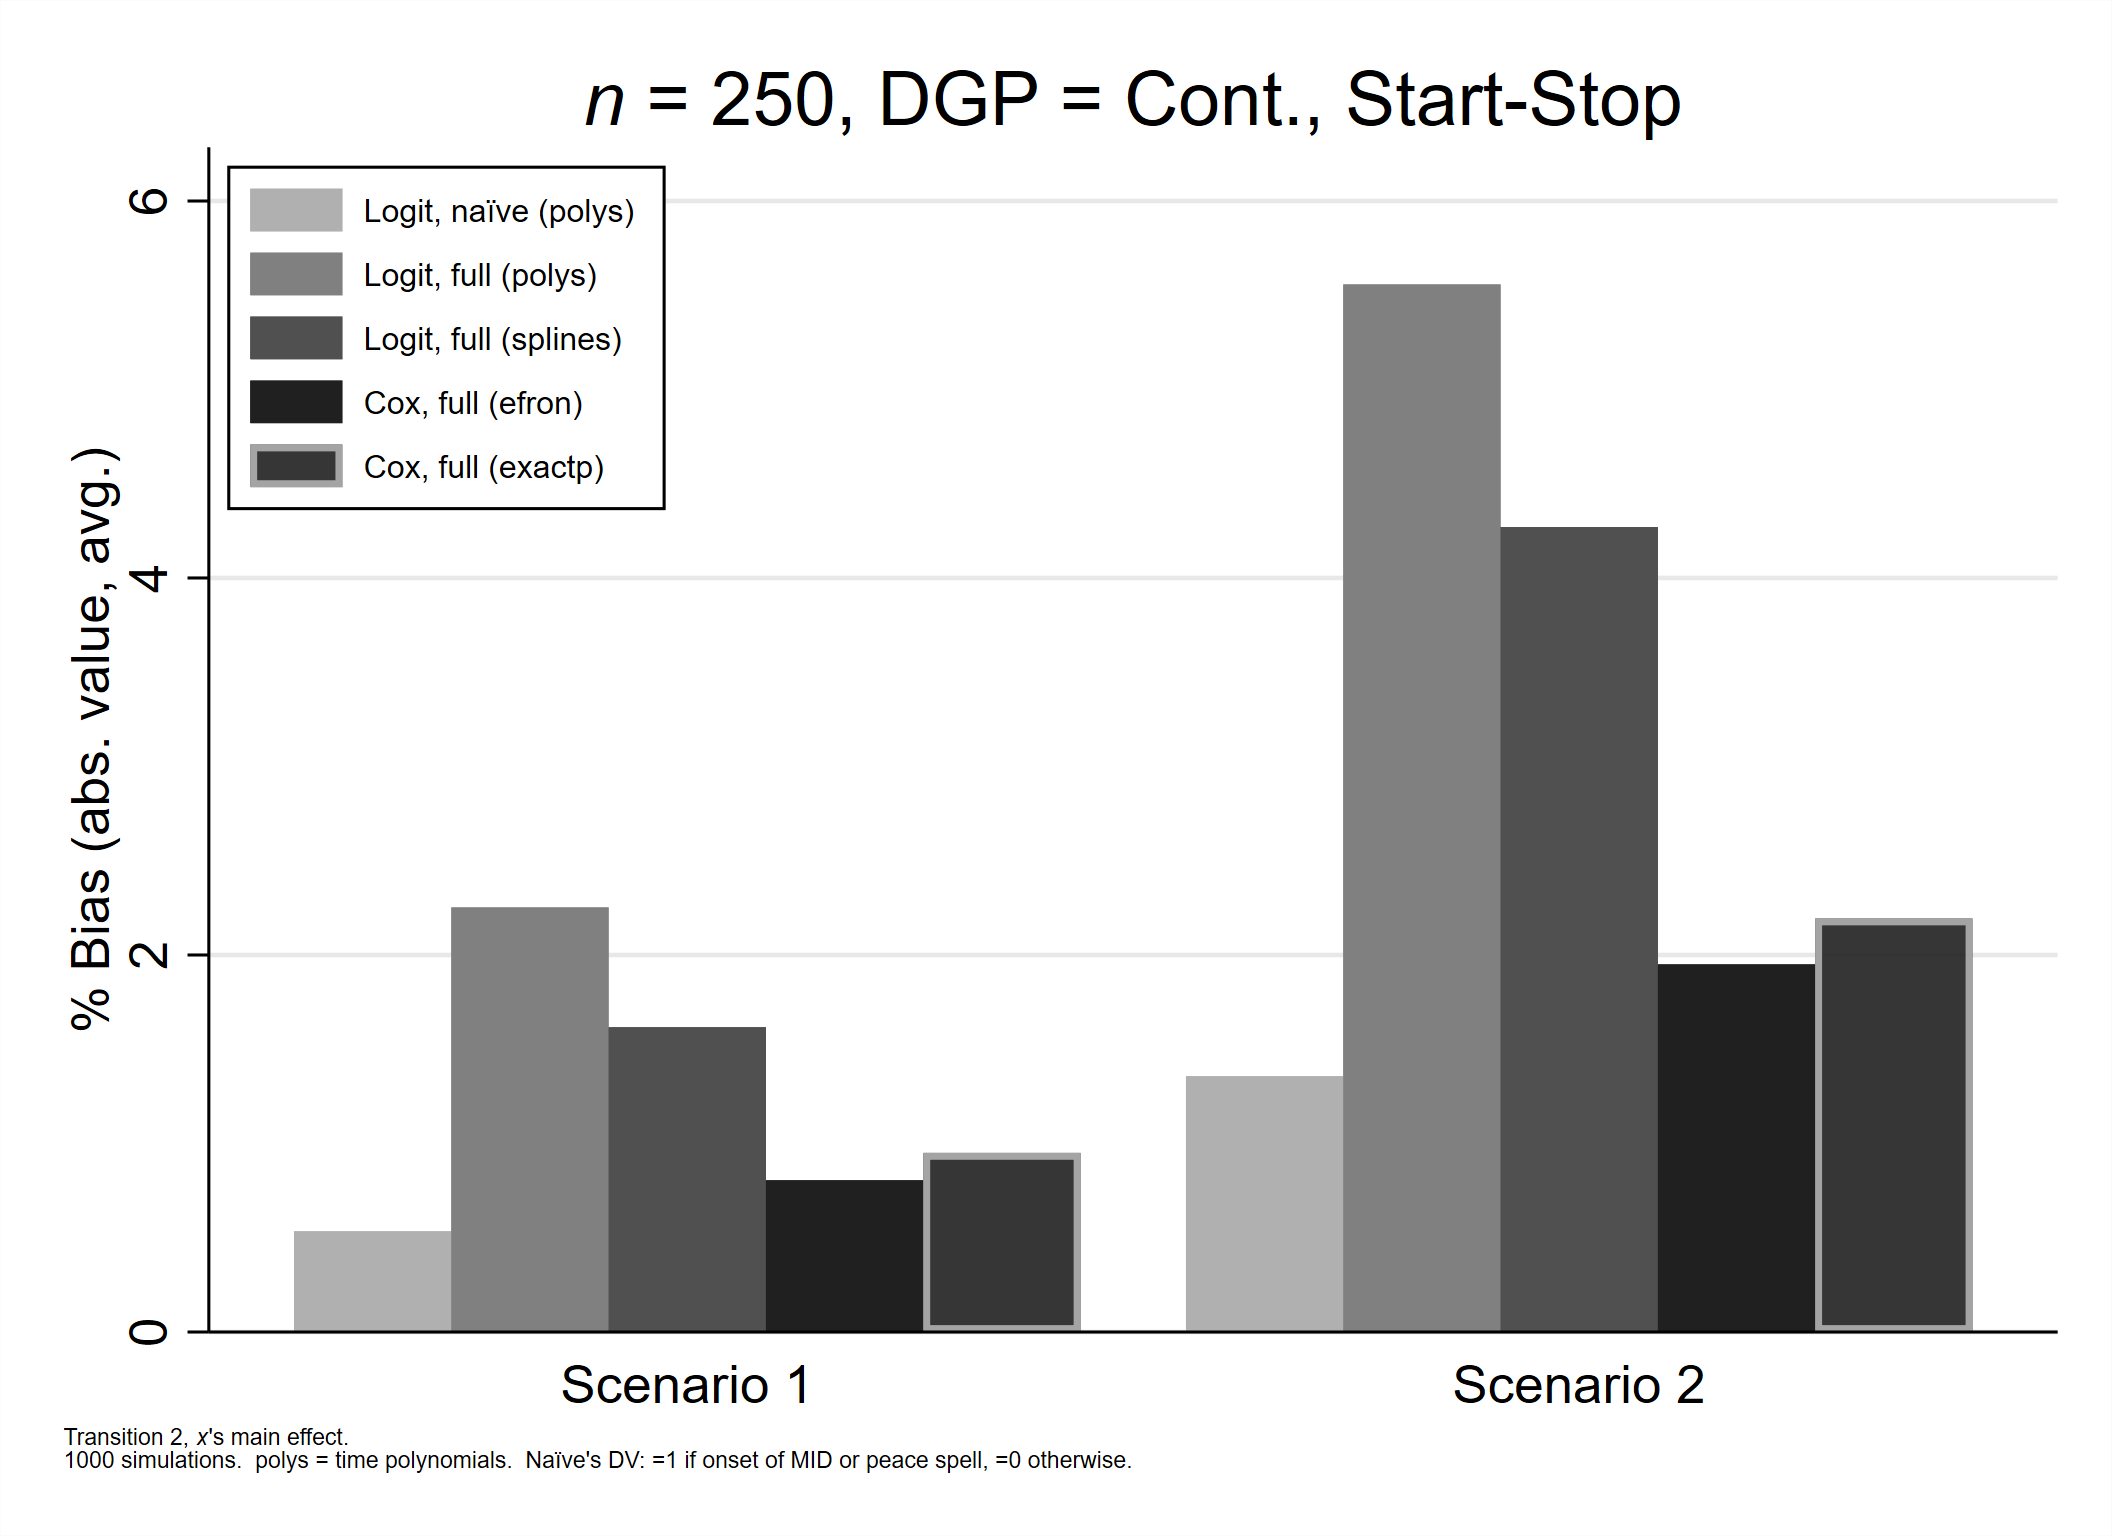 n = 250, DGP = Cont., Start-Stop
Logit, naïve (polys)
Logit, full (polys)
Logit, full (splines)
Cox, full (efron)
Cox, full (exactp)
% Bias (abs. value, avg.)
6
4
2
0
Scenario 1
Scenario 2
Transition 2, x's main effect.
1000 simulations.  polys = time polynomials.  Naïve's DV: =1 if onset of MID or peace spell, =0 otherwise.